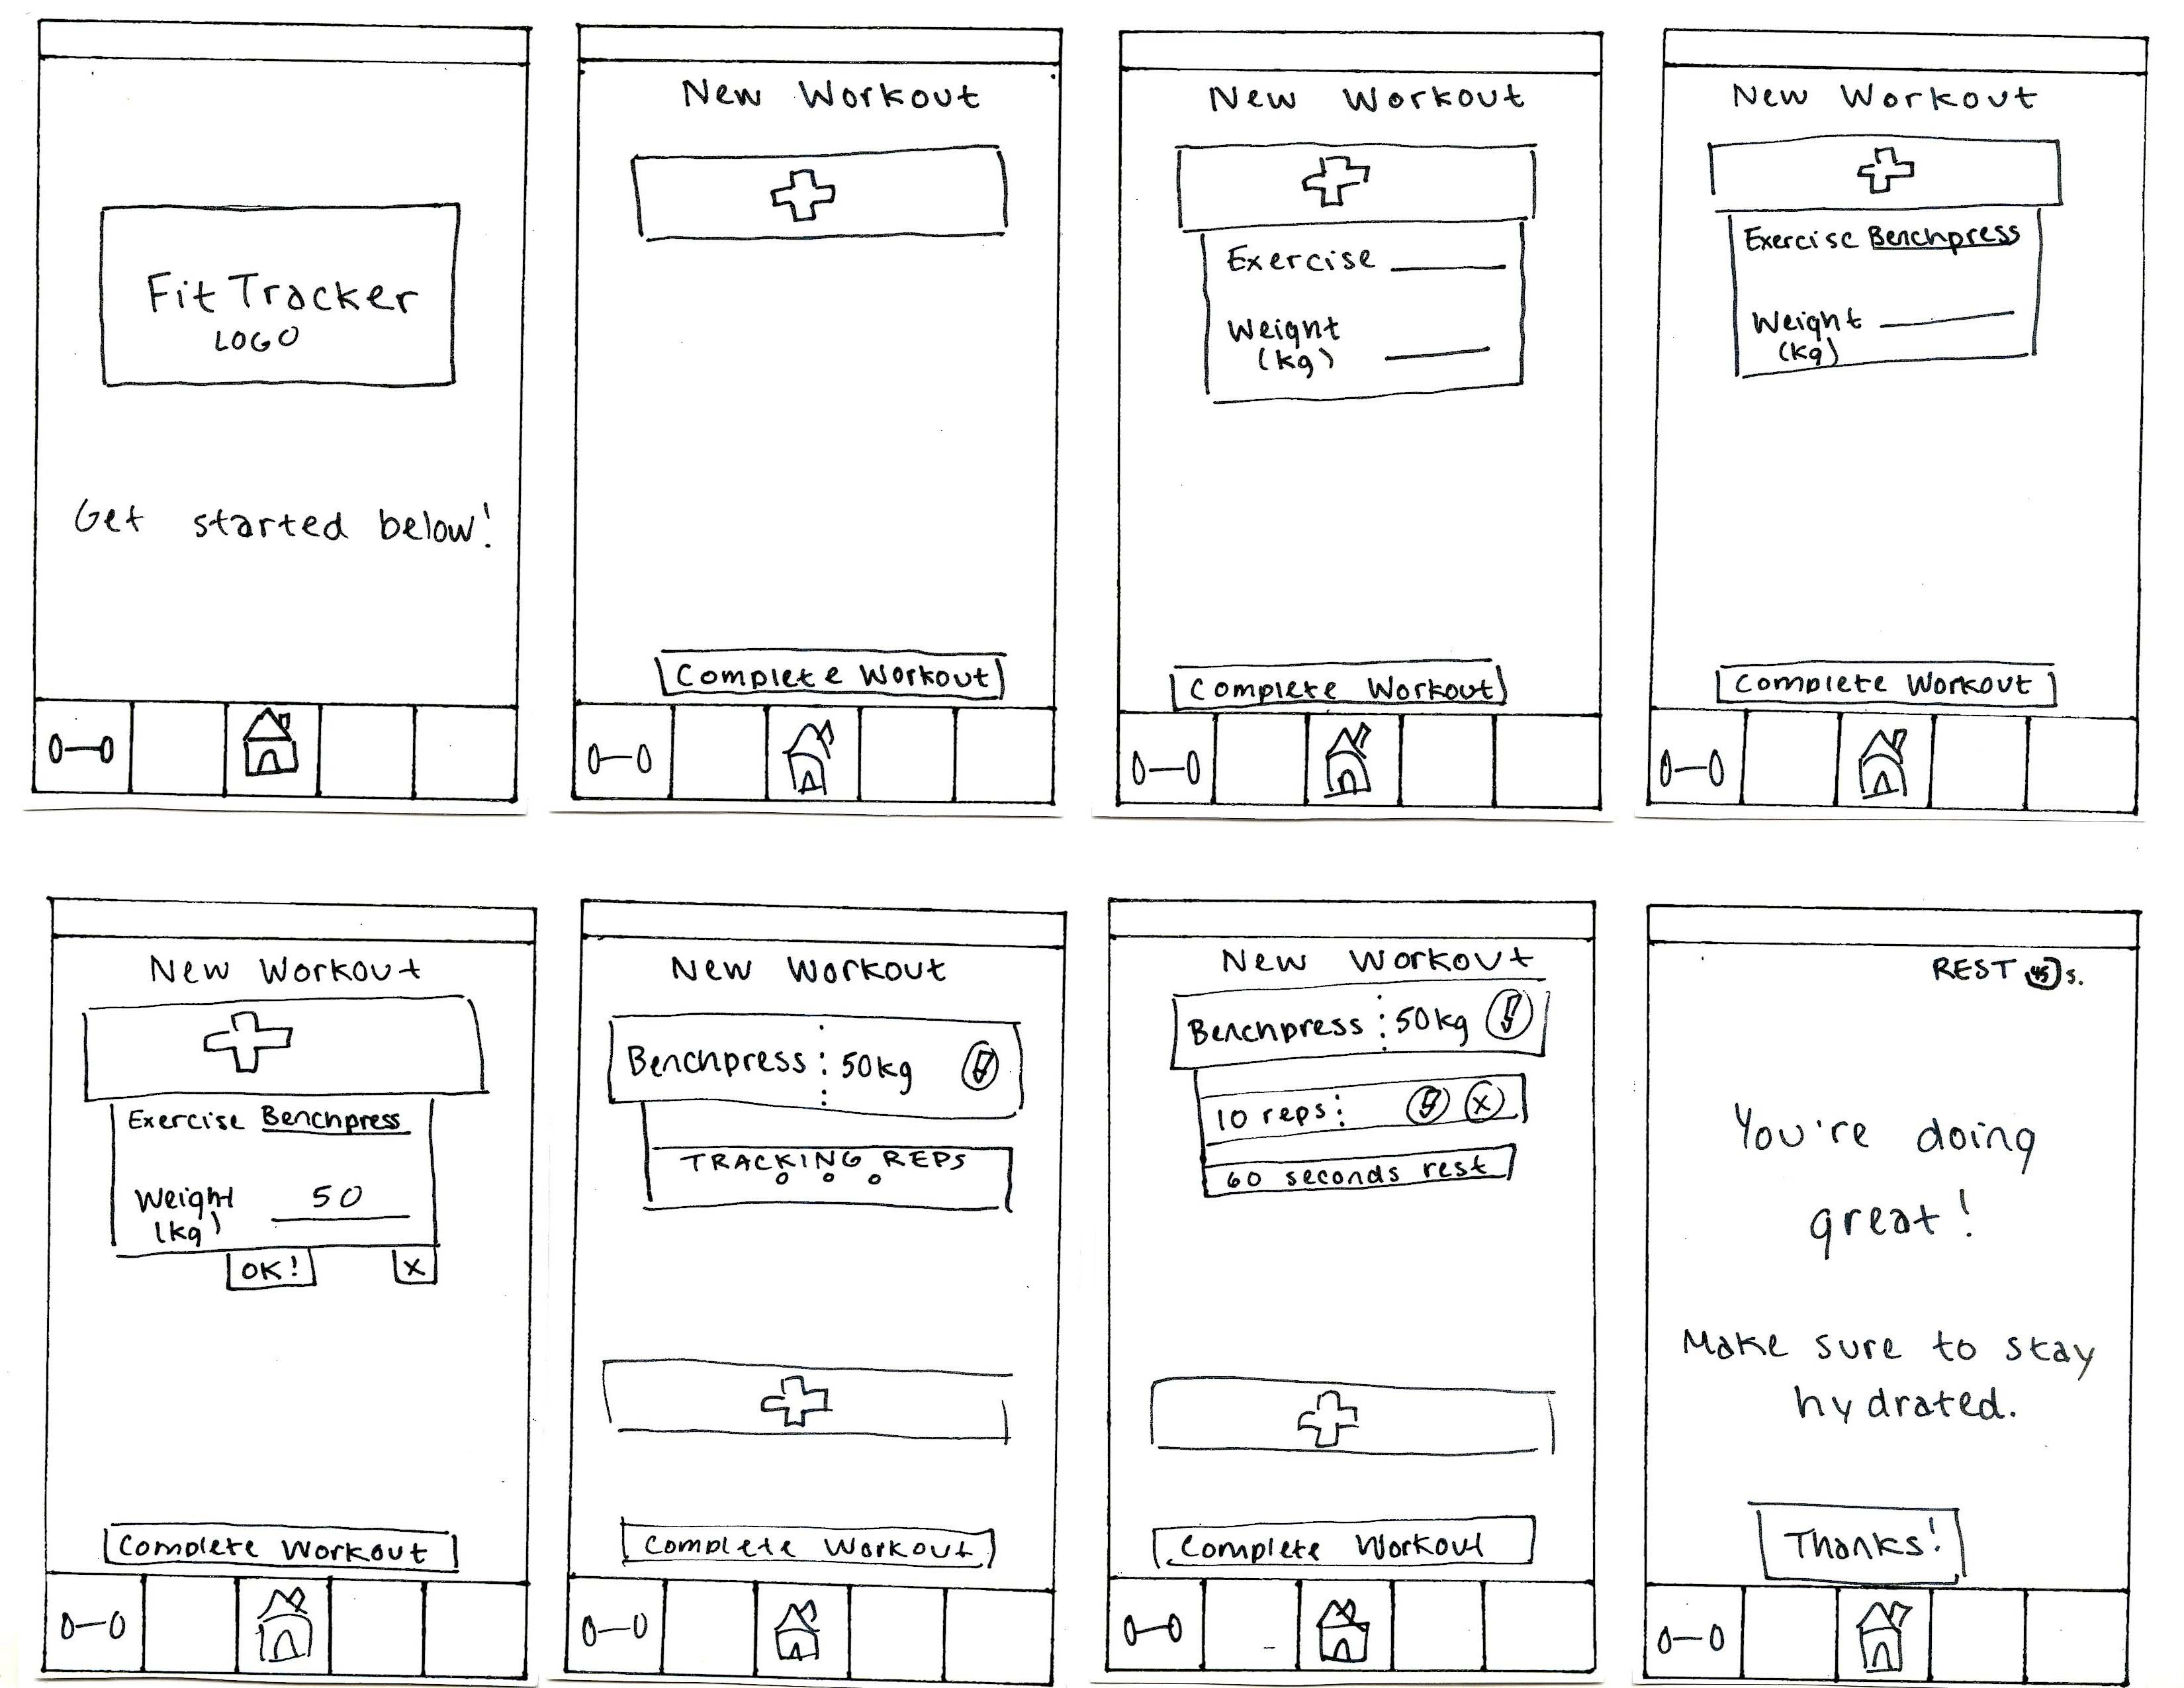 Fit Tracker
LOGO
Get started below!
New Workout
Complete Workout
New Workout
Exercise
Weight
(kg)
Complete Workout
New Workout
Exercise Benchpress
Weight
(kg)
Complete Workout
New Workout
Exercise Benchpress
Weight 50
(kg)
OK! X
Complete Workout
New Workout
Benchpress 50kg
TRACKING REPS
Complete Workout
New Workout
Benchpress 50kg
10 reps X
60 seconds rest
Complete Workout
REST 45 s.
You're doing
great!
Make sure to stay
hydrated.
Thanks!